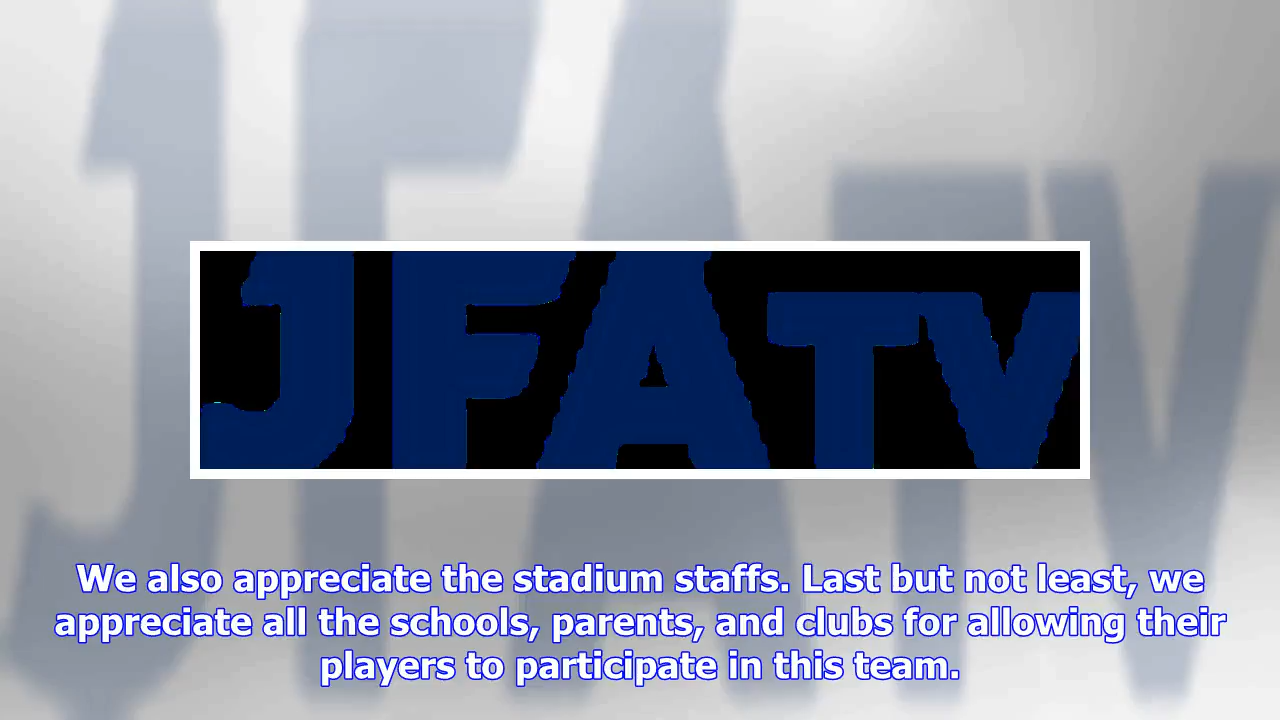 JFATV
We also appreciate the stadium staffs. Last but not least, we
appreciate all the schools, parents, and clubs for allowing their
players to participate in this team.